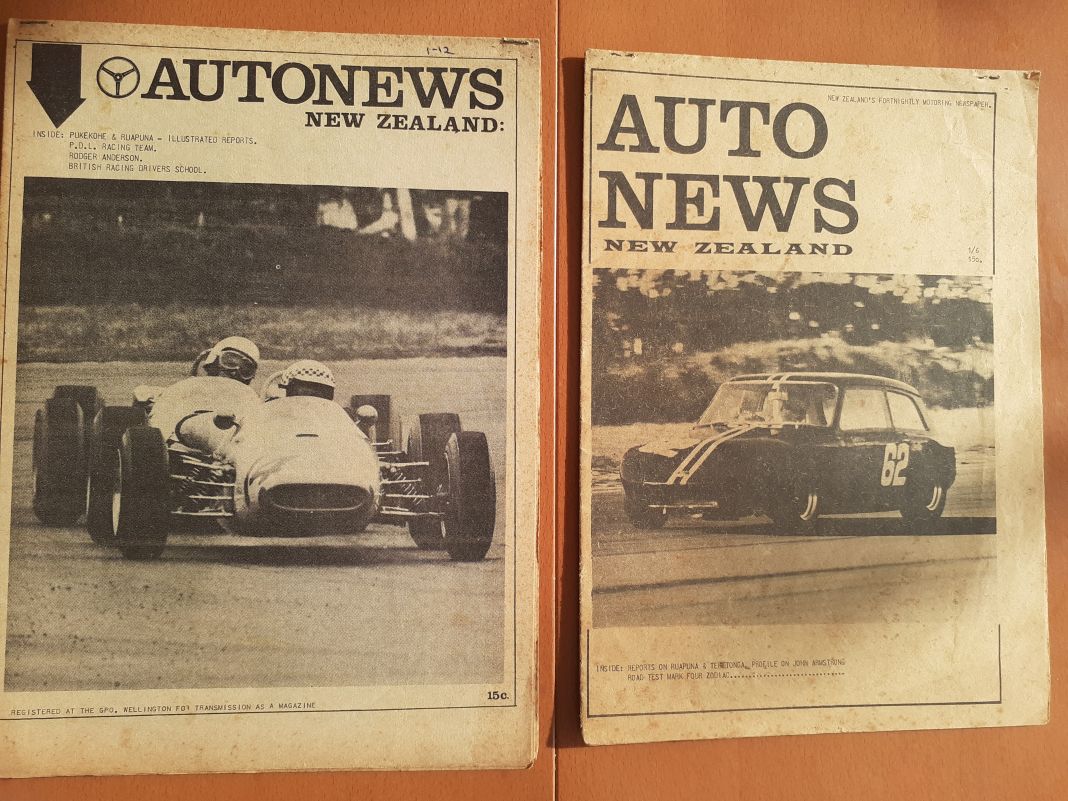 1-12
AUTONEWS
NEW ZEALAND:
INSIDE: PUKEKOHE & RUAPUNA - ILLUSTRATED REPORTS.
P.D.L. RACING TEAM.
RODGER ANDERSON.
BRITISH RACING DRIVERS SCHOOL.
15c.
REGISTERED AT THE GPO. WELLINGTON FOR TRANSMISSION AS A MAGAZINE
NEW ZEALAND'S FORTNIGHTLY MOTORING NEWSPAPER.
AUTO
NEWS
NEW ZEALAND
1/6
15c.
62
INSIDE: REPORTS ON RUAPUNA & TERETONGA. PROFILE ON JOHN ARMSTRONG
ROAD TEST MARK FOUR ZODIAC..............................